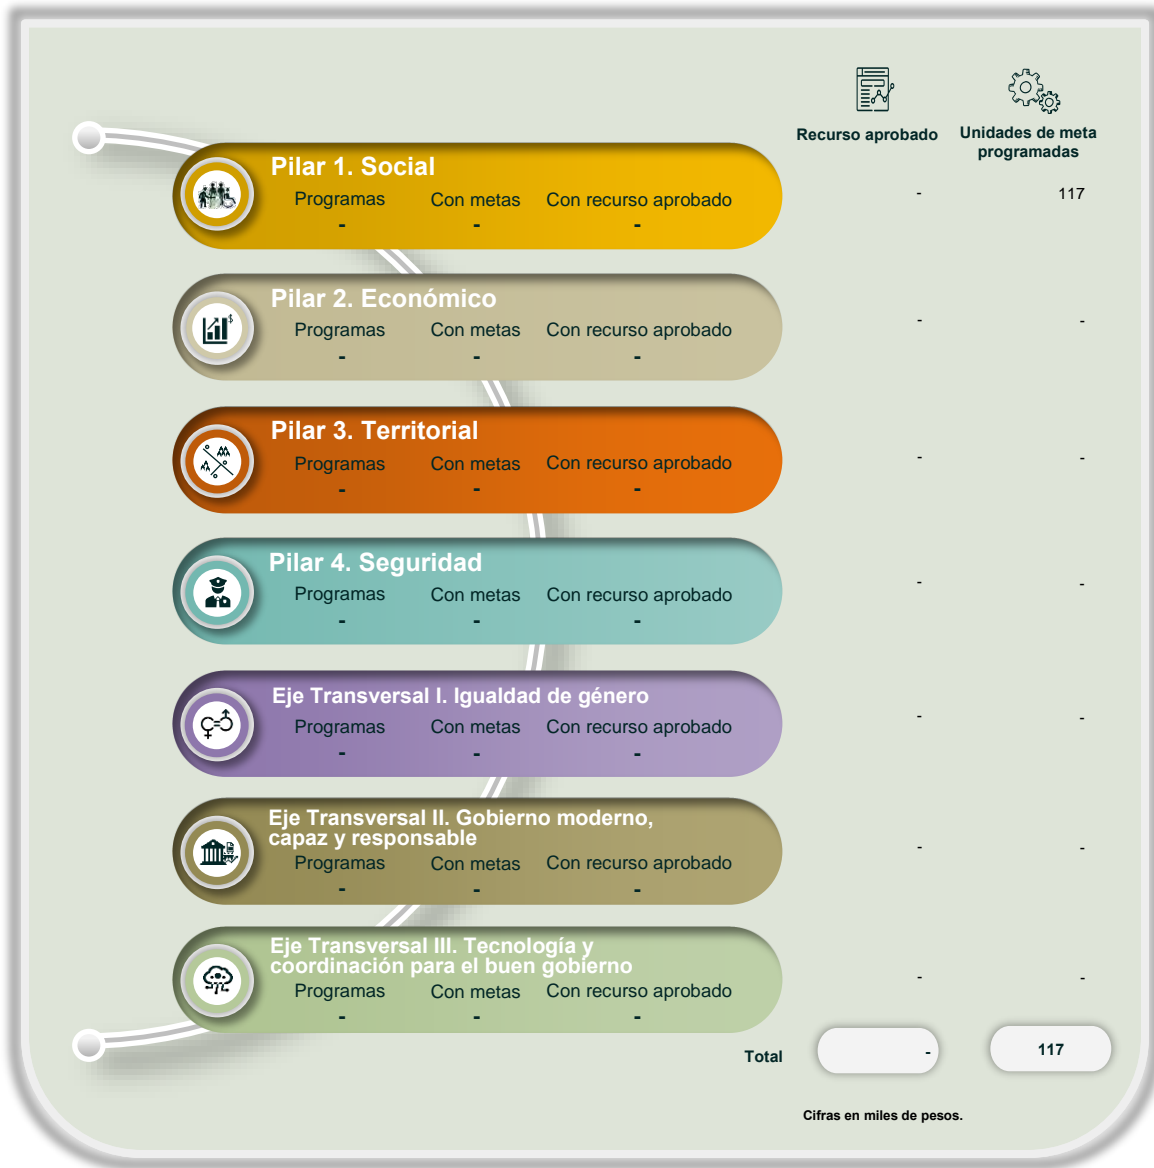 Recurso aprobado
Unidades de meta
programadas
Pilar 1. Social
Programas Con metas Con recurso aprobado
- - -
- 117
Pilar 2. Económico
Programas Con metas Con recurso aprobado
- - -
- -
Pilar 3. Territorial
Programas Con metas Con recurso aprobado
- - -
- -
Pilar 4. Seguridad
Programas Con metas Con recurso aprobado
- - -
- -
Eje Transversal I. Igualdad de género
Programas Con metas Con recurso aprobado
- - -
- -
Eje Transversal II. Gobierno moderno,
capaz y responsable
Programas Con metas Con recurso aprobado
- - -
- -
Eje Transversal III. Tecnología y
coordinación para el buen gobierno
Programas Con metas Con recurso aprobado
- - -
- -
Total - 117
Cifras en miles de pesos.